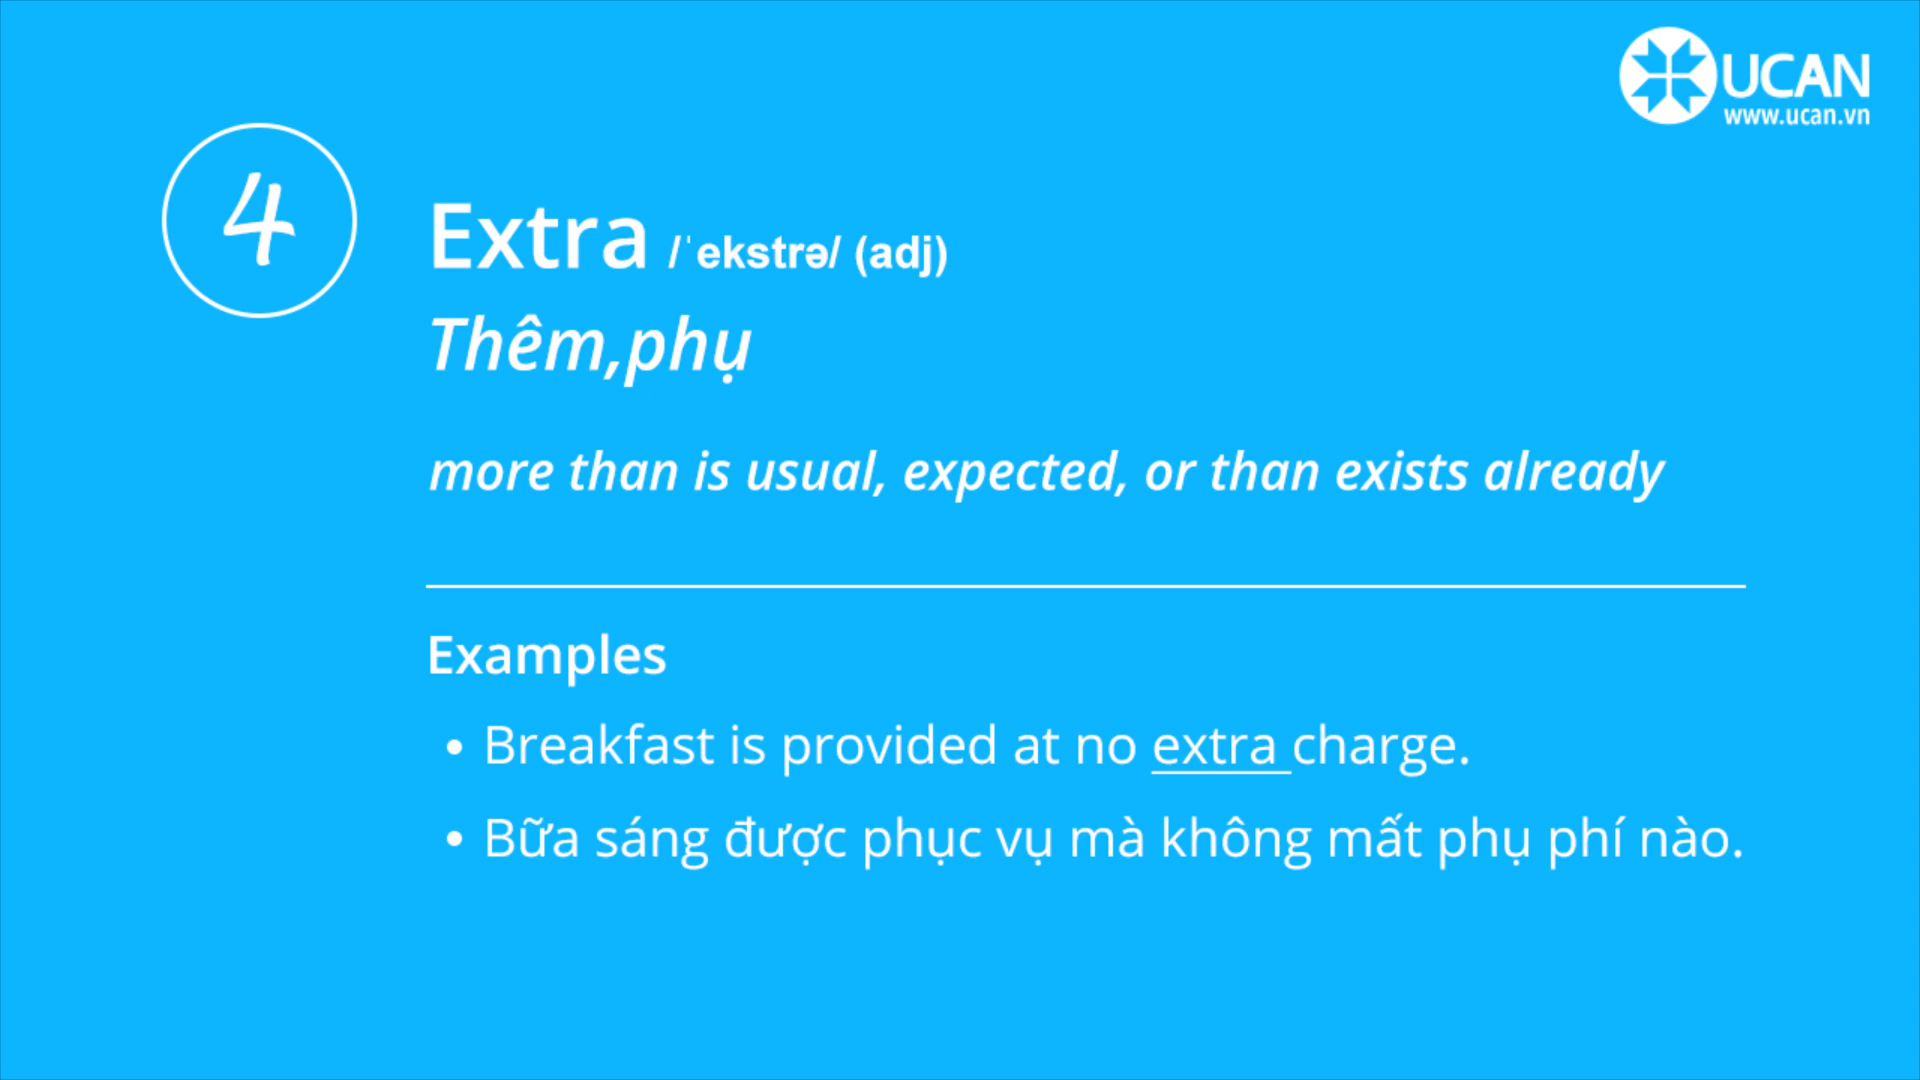 UCAN
www.ucan.vn
4
Extra /ˈekstrə/ (adj)
Thêm,phụ
more than is usual, expected, or than exists already
Examples
• Breakfast is provided at no extra charge.
• Bữa sáng được phục vụ mà không mất phụ phí nào.